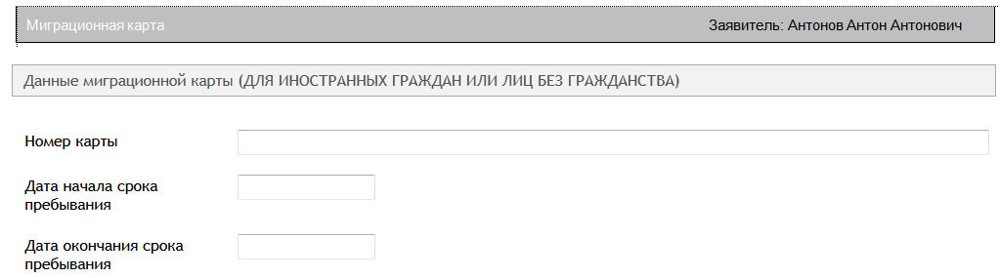 Миграционная карта Заявитель: Антонов Антон Антонович
Данные миграционной карты (ДЛЯ ИНОСТРАННЫХ ГРАЖДАН ИЛИ ЛИЦ БЕЗ ГРАЖДАНСТВА)
Номер карты
Дата начала срока
пребывания
Дата окончания срока
пребывания